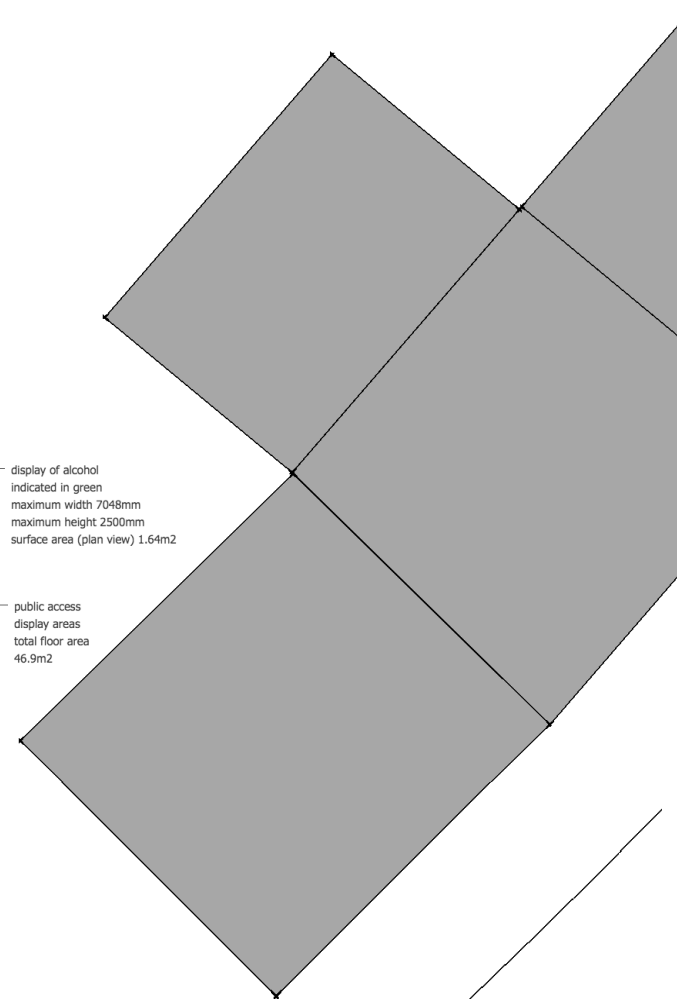 display of alcohol
indicated in green
maximum width 7048mm
maximum height 2500mm
surface area (plan view) 1.64m2
public access
display areas
total floor area
46.9m2